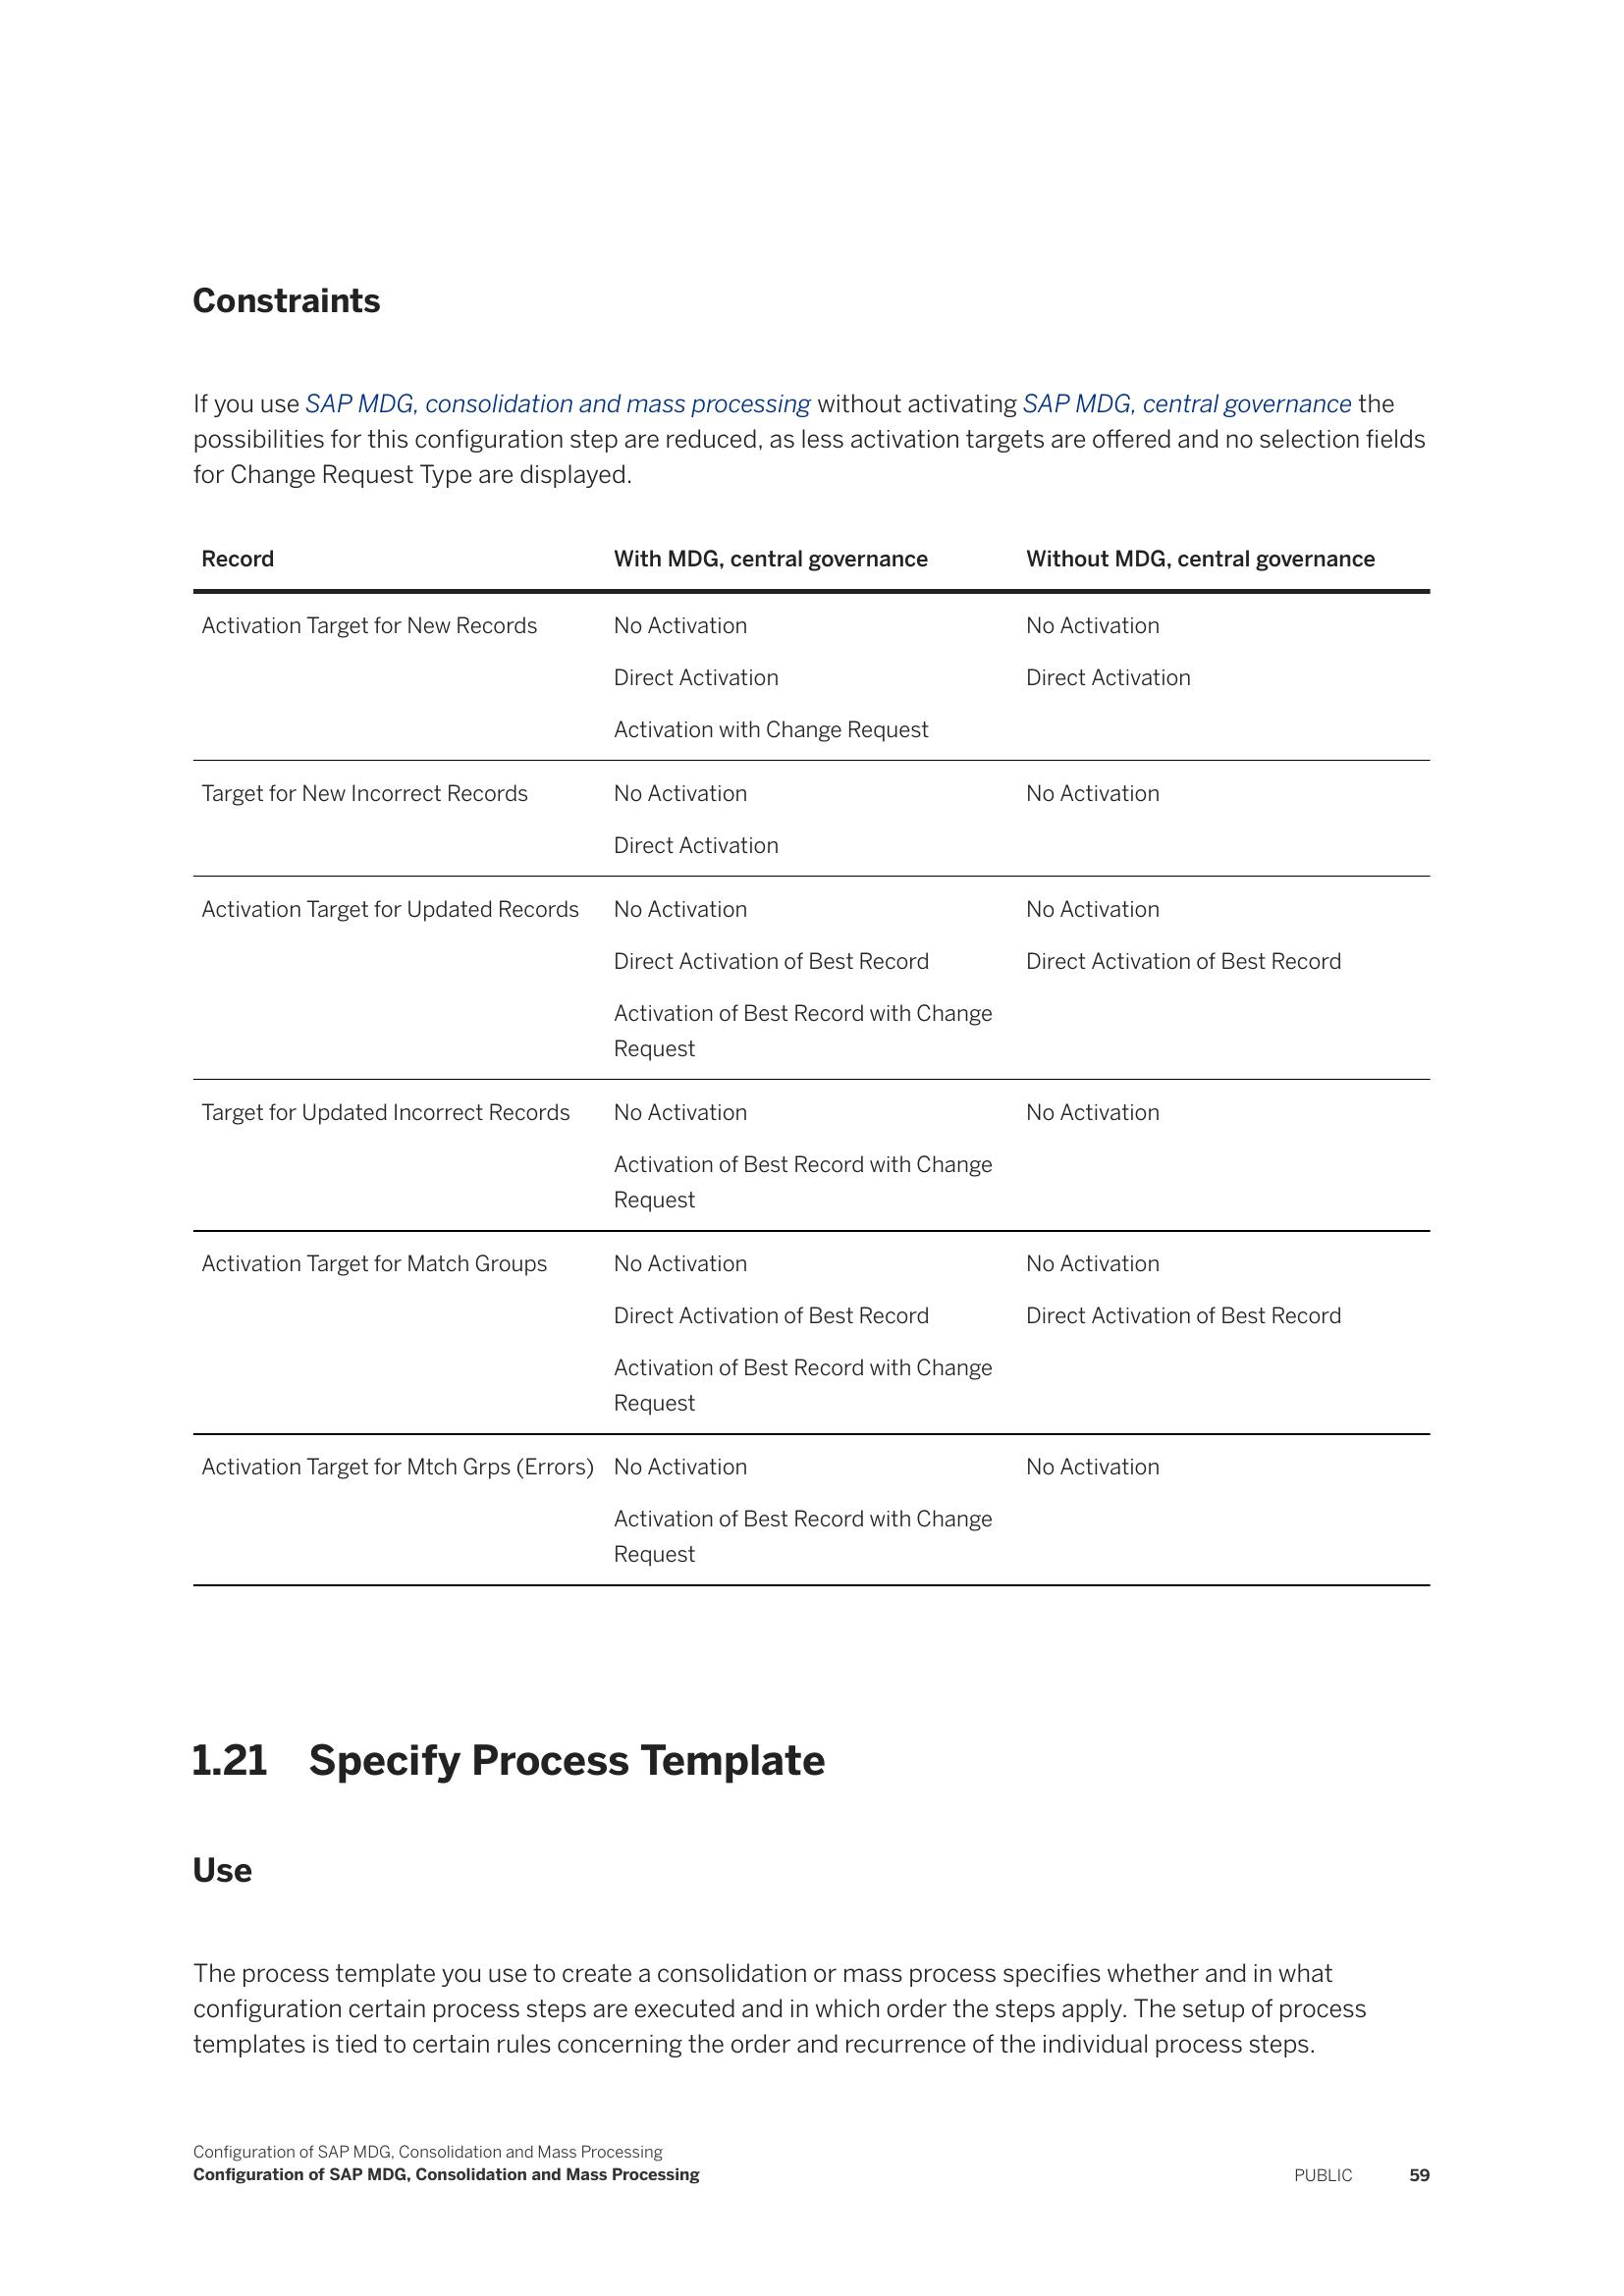 Constraints
If you use SAP MDG, consolidation and mass processing without activating SAP MDG, central governance the
possibilities for this configuration step are reduced, as less activation targets are offered and no selection fields
for Change Request Type are displayed.
Record With MDG, central governance Without MDG, central governance
Activation Target for New Records No Activation No Activation
Direct Activation Direct Activation
Activation with Change Request
Target for New Incorrect Records No Activation No Activation
Direct Activation
Activation Target for Updated Records No Activation No Activation
Direct Activation of Best Record Direct Activation of Best Record
Activation of Best Record with Change
Request
Target for Updated Incorrect Records No Activation No Activation
Activation of Best Record with Change
Request
Activation Target for Match Groups No Activation No Activation
Direct Activation of Best Record Direct Activation of Best Record
Activation of Best Record with Change
Request
Activation Target for Mtch Grps (Errors) No Activation No Activation
Activation of Best Record with Change
Request
1.21 Specify Process Template
Use
The process template you use to create a consolidation or mass process specifies whether and in what
configuration certain process steps are executed and in which order the steps apply. The setup of process
templates is tied to certain rules concerning the order and recurrence of the individual process steps.
Configuration of SAP MDG, Consolidation and Mass Processing
Configuration of SAP MDG, Consolidation and Mass Processing PUBLIC 59